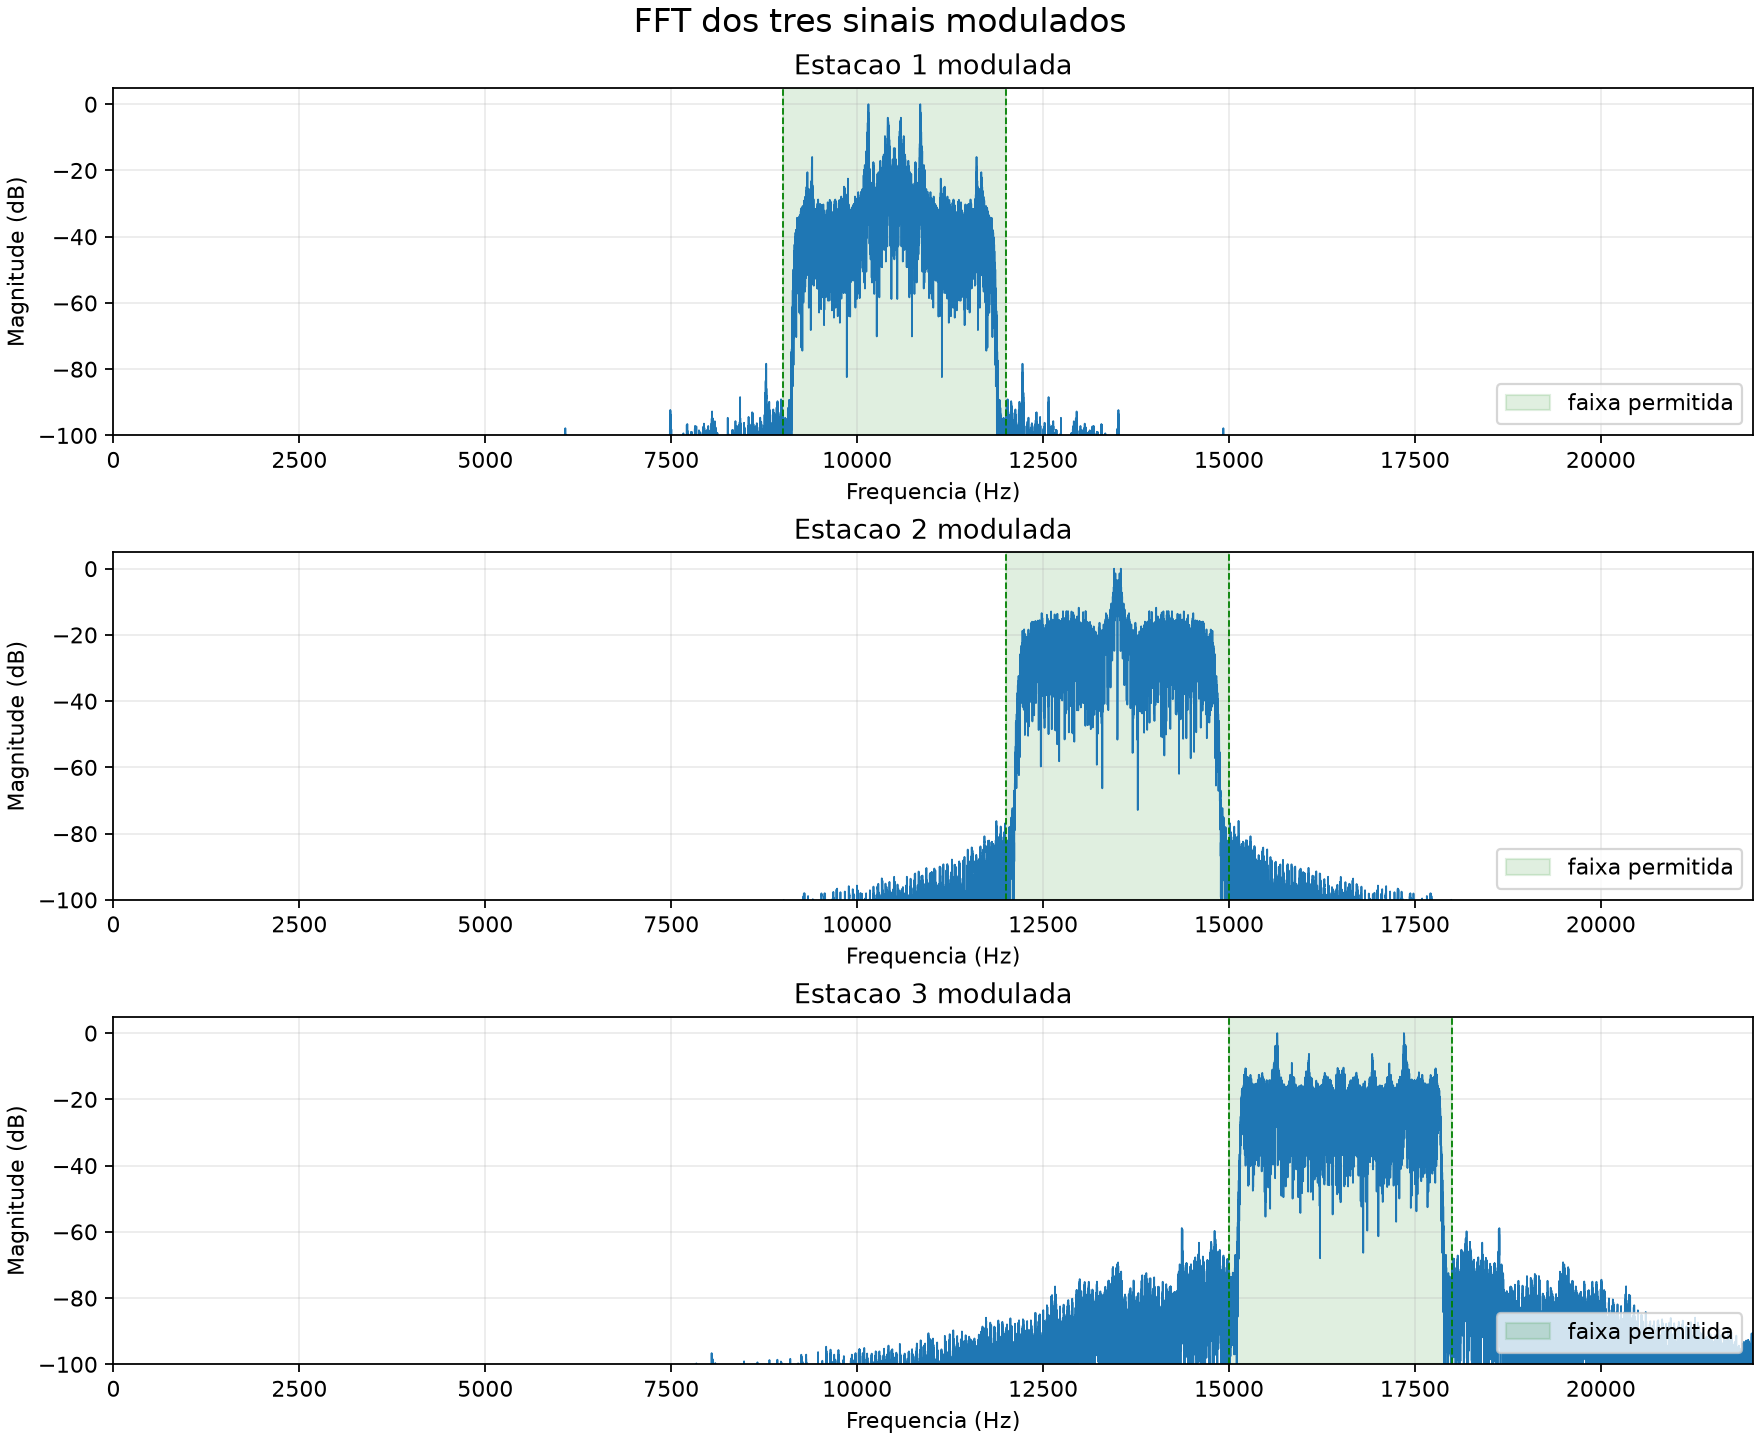 FFT dos tres sinais modulados
Estacao 1 modulada
Magnitude (dB)
0
−20
−40
−60
−80
−100
faixa permitida
0 2500 5000 7500 10000 12500 15000 17500 20000
Frequencia (Hz)
Estacao 2 modulada
Magnitude (dB)
0
−20
−40
−60
−80
−100
faixa permitida
0 2500 5000 7500 10000 12500 15000 17500 20000
Frequencia (Hz)
Estacao 3 modulada
Magnitude (dB)
0
−20
−40
−60
−80
−100
faixa permitida
0 2500 5000 7500 10000 12500 15000 17500 20000
Frequencia (Hz)